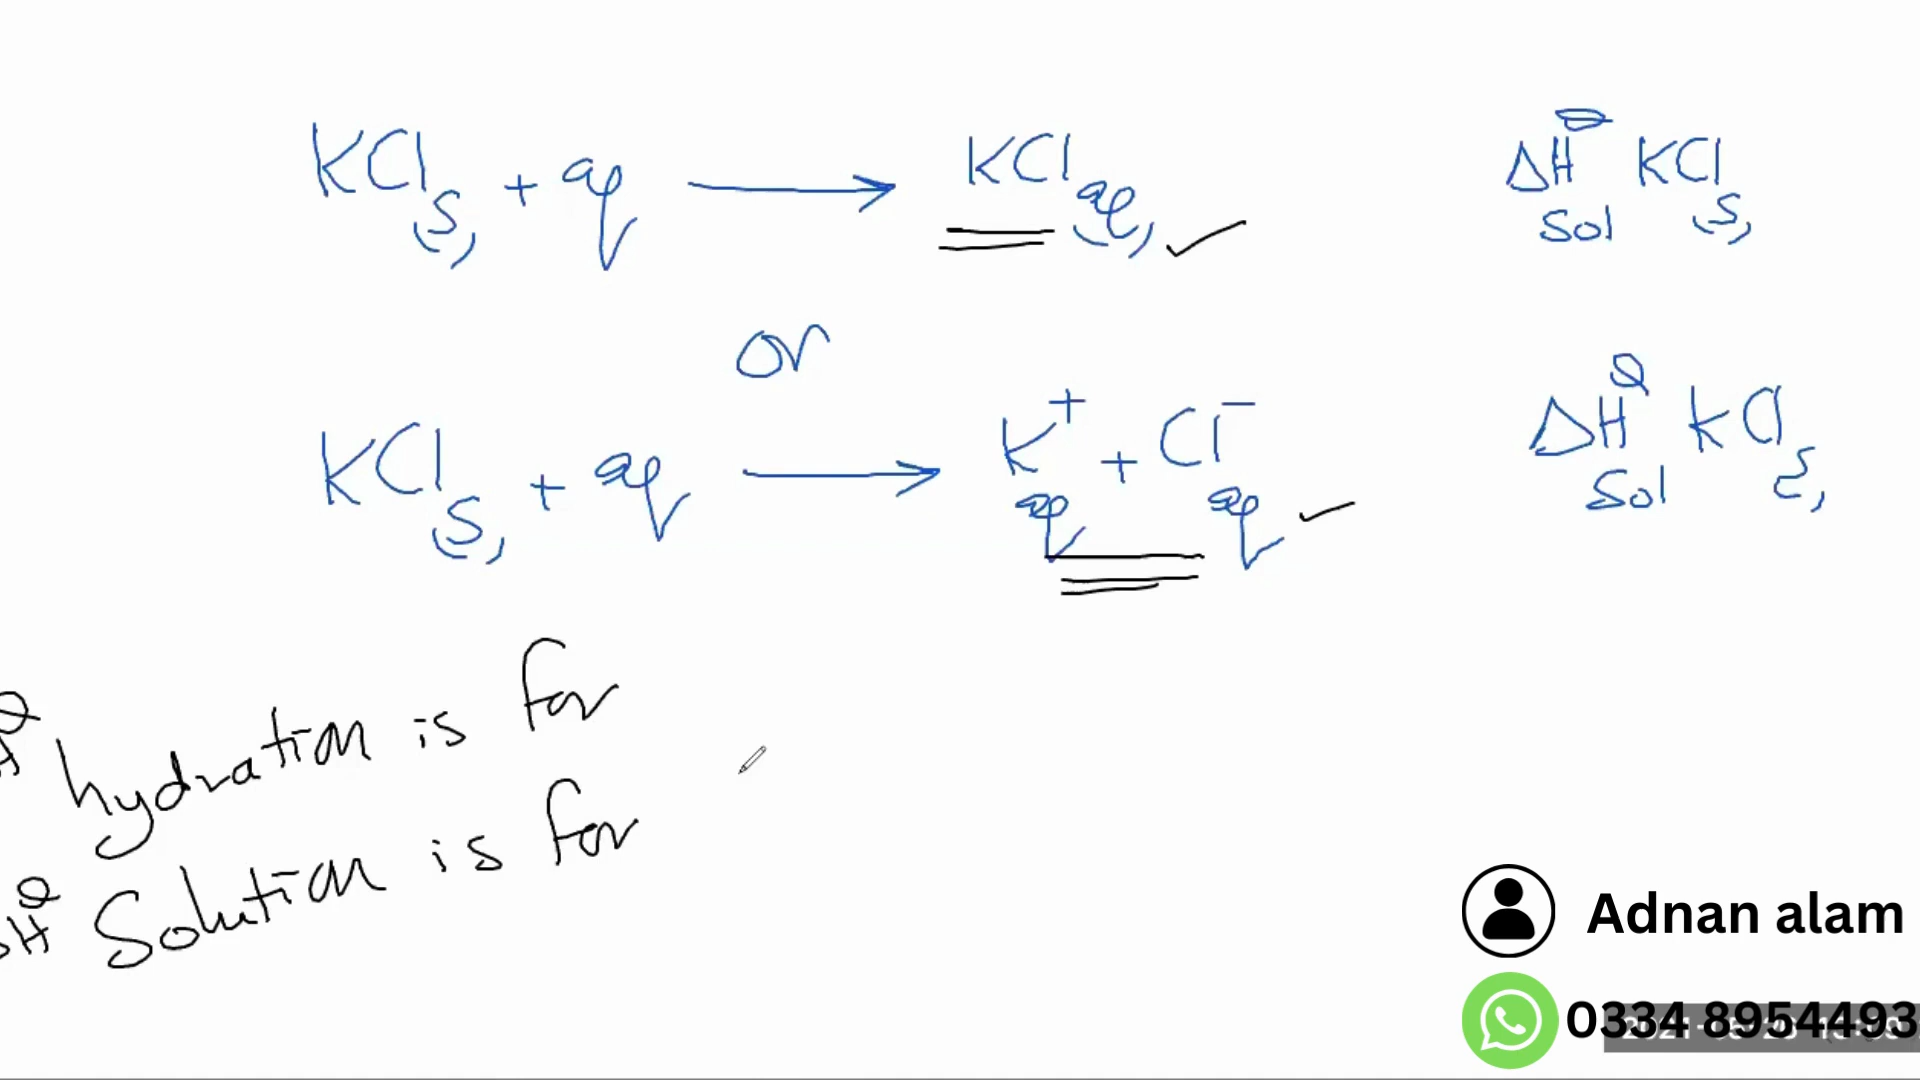 KCl(s) + aq ⟶ KCl(aq) ✓ ΔH⦵sol KCl(s)
or
KCl(s) + aq ⟶ K⁺aq + Cl⁻aq ✓ ΔH⦵sol KCl(s)
H⦵ hydration is for
ΔH⦵ Solution is for
Adnan alam
0334 8954493